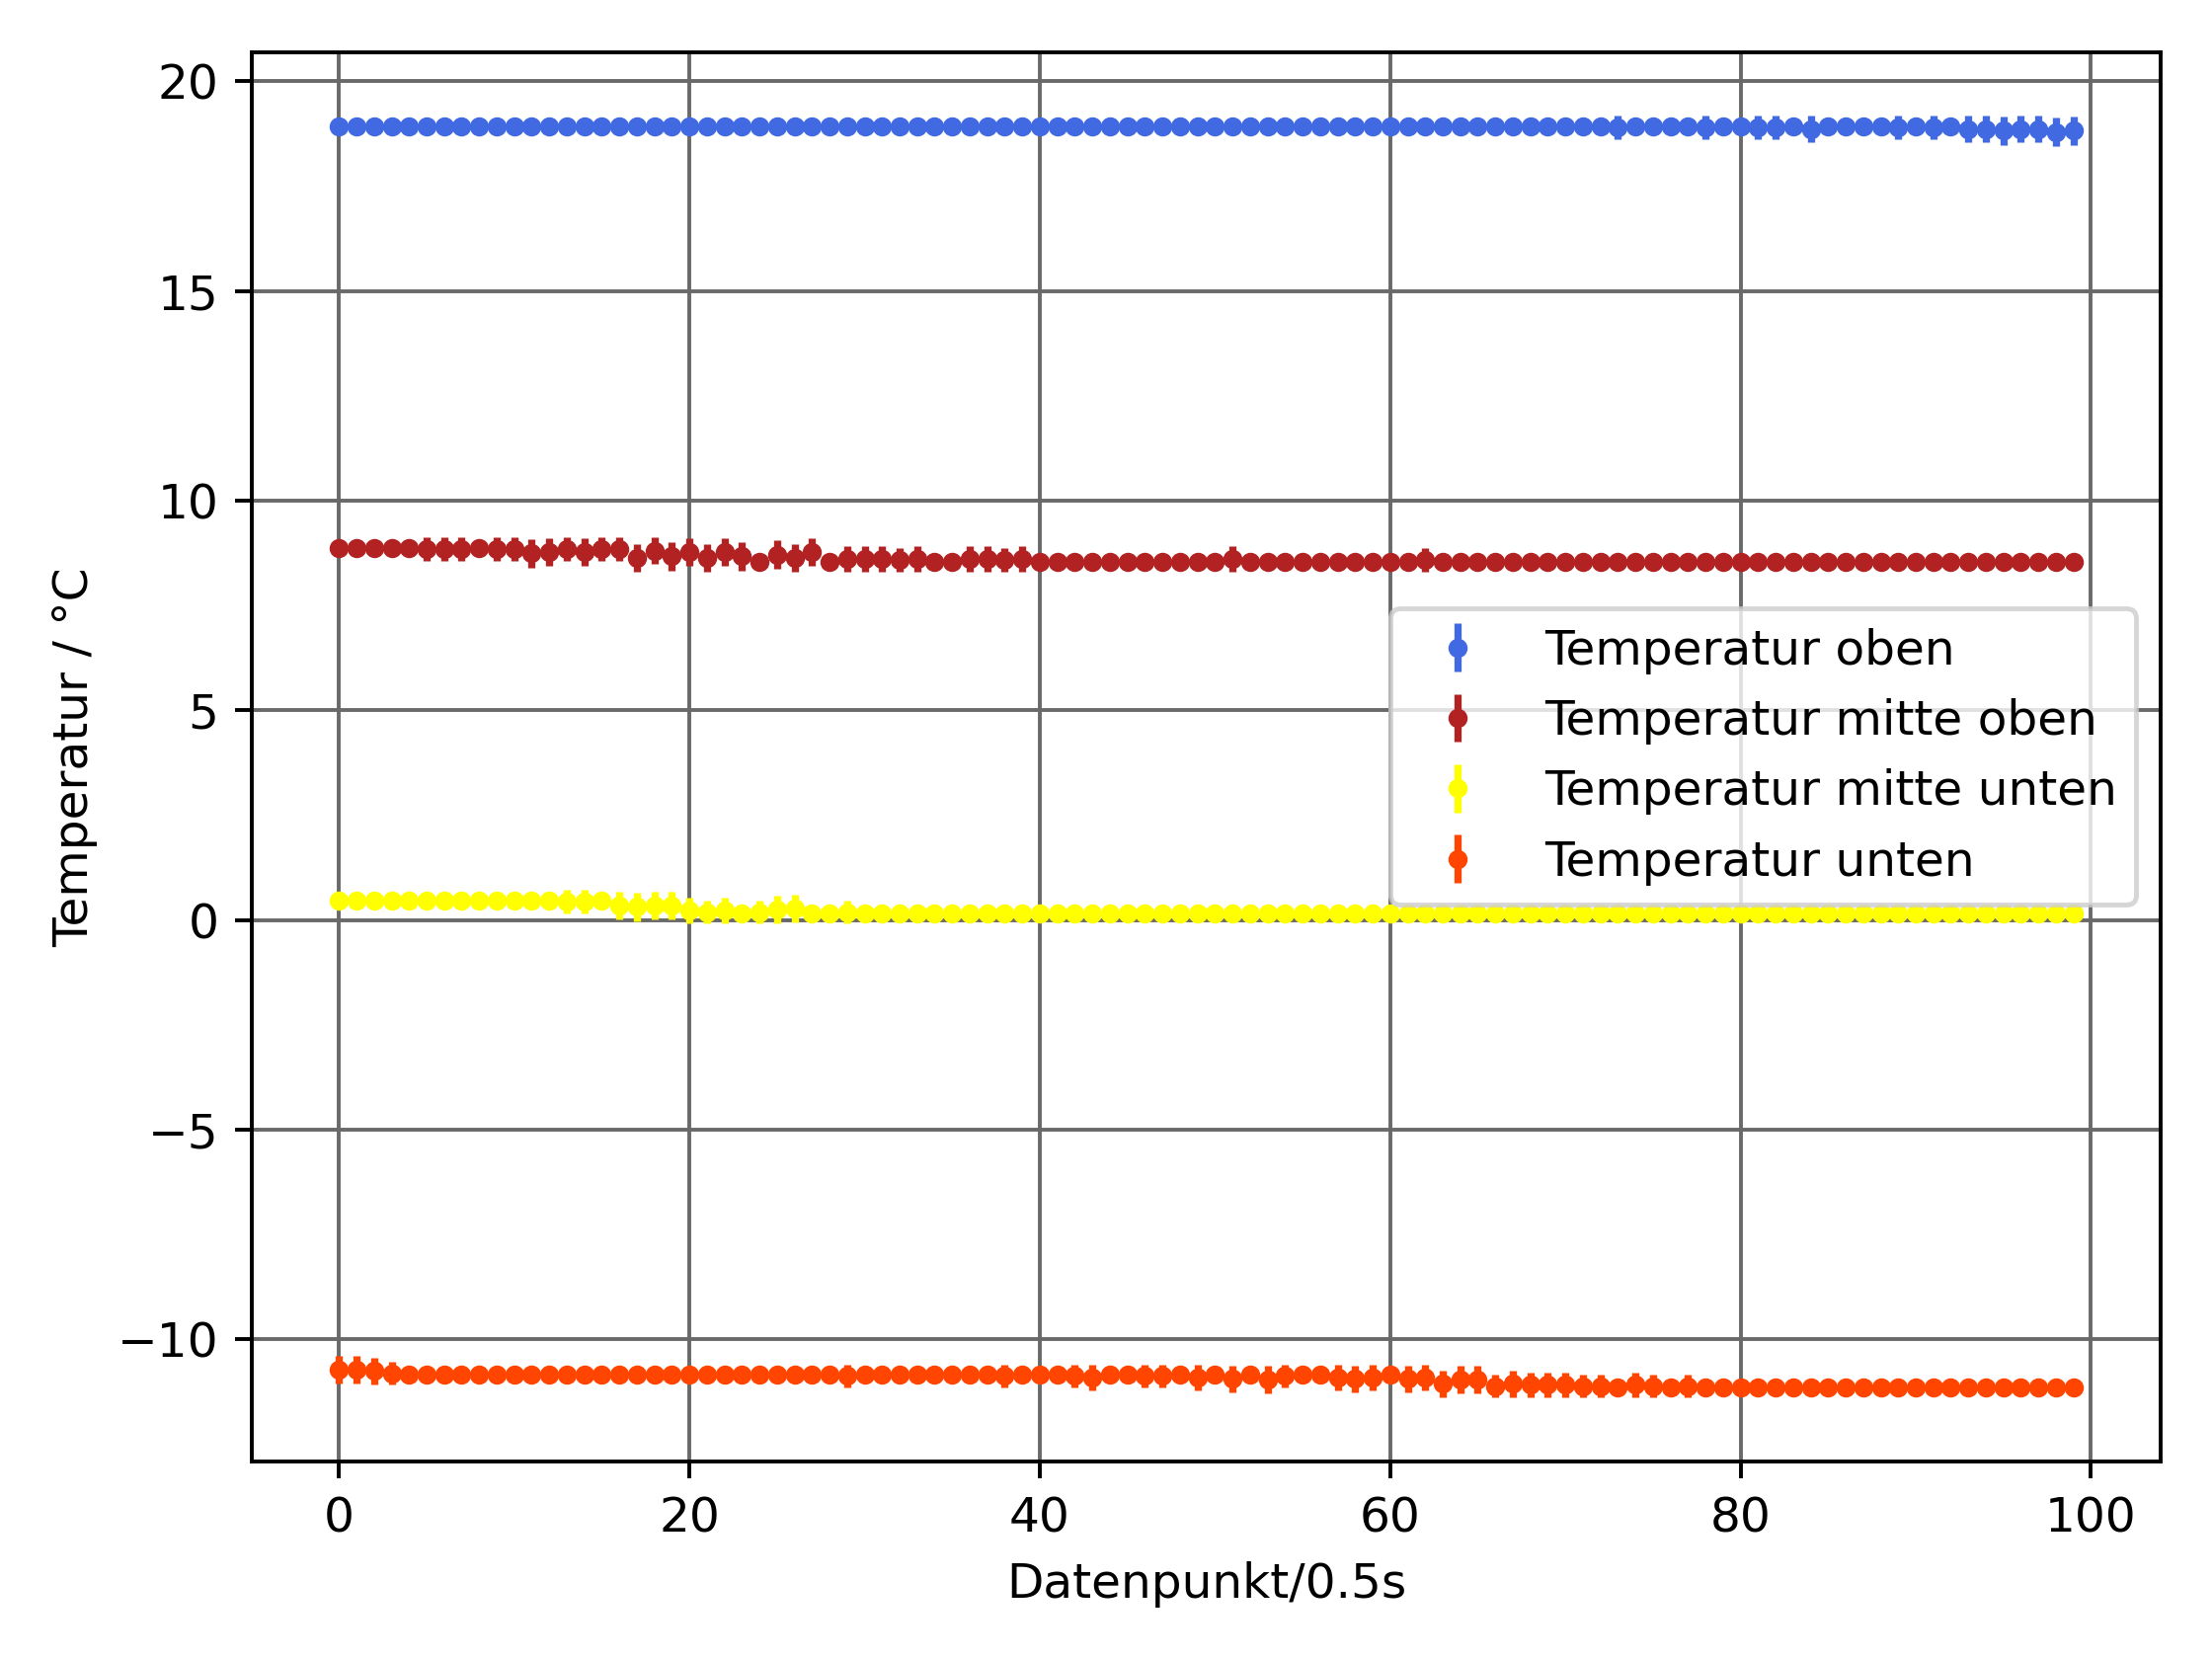 20
15
10
5
0
−5
−10
Temperatur / °C
Temperatur oben
Temperatur mitte oben
Temperatur mitte unten
Temperatur unten
0 20 40 60 80 100
Datenpunkt/0.5s